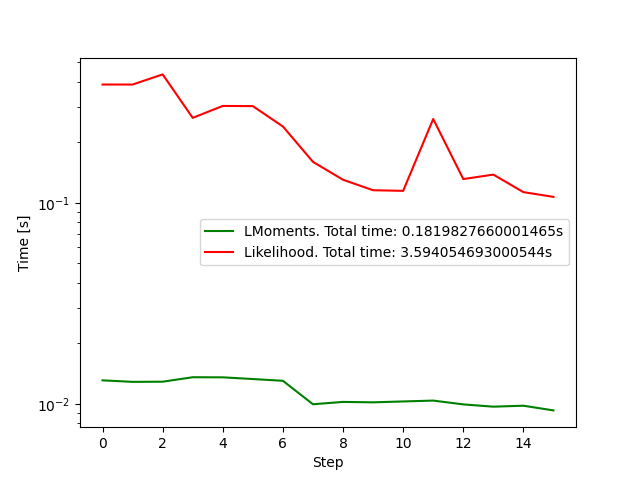 Time [s]
10⁻¹
10⁻²
LMoments. Total time: 0.1819827660001465s
Likelihood. Total time: 3.594054693000544s
0 2 4 6 8 10 12 14
Step